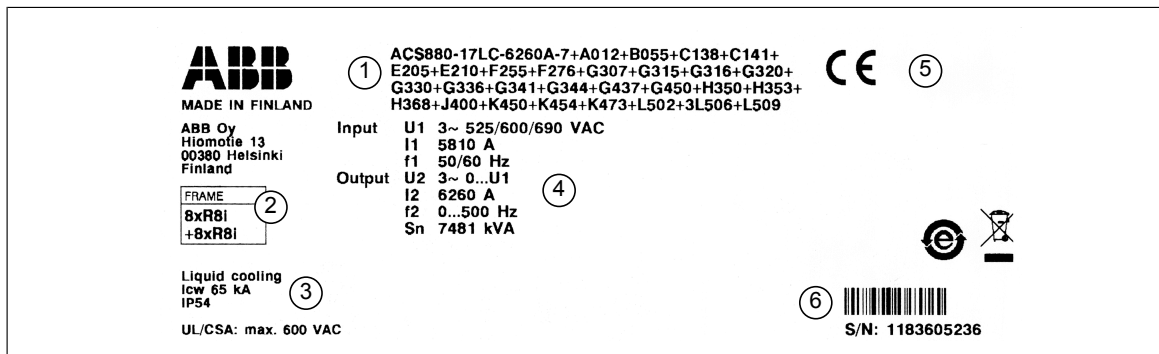 ABB
MADE IN FINLAND
ABB Oy
Hiomotie 13
00380 Helsinki
Finland
FRAME
8xR8i
+8xR8i
2
Liquid cooling
Icw 65 kA
IP54
3
UL/CSA: max. 600 VAC
1
ACS880-17LC-6260A-7+A012+B055+C138+C141+
E205+E210+F255+F276+G307+G315+G316+G320+
G330+G336+G341+G344+G437+G450+H350+H353+
H368+J400+K450+K454+K473+L502+3L506+L509
Input U1 3~ 525/600/690 VAC
I1 5810 A
f1 50/60 Hz
Output U2 3~ 0...U1
I2 6260 A
f2 0...500 Hz
Sn 7481 kVA
4
CE
5
e
6
S/N: 1183605236